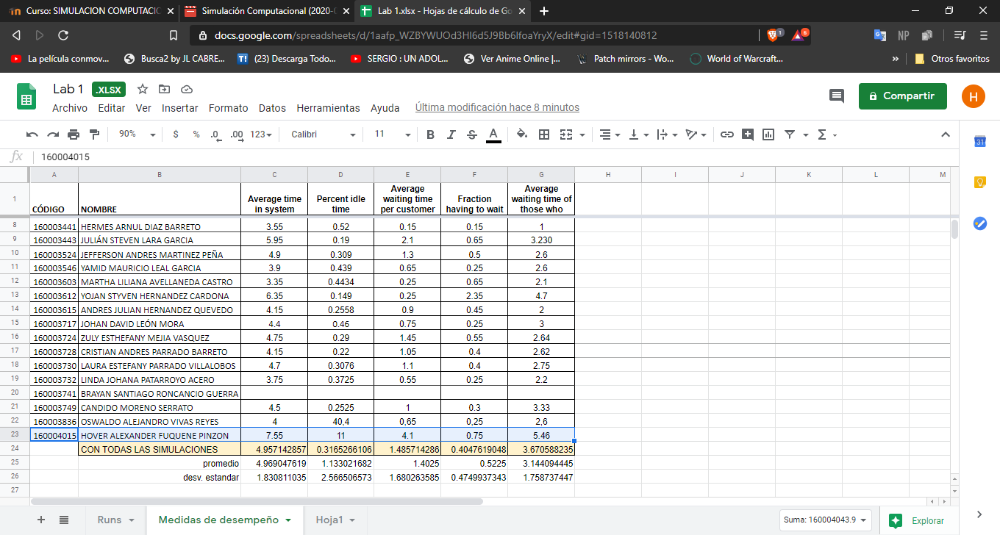 Curso: SIMULACION COMPUTACIC
Simulación Computacional (2020-
Lab 1.xlsx - Hojas de cálculo de Go
docs.google.com/spreadsheets/d/1aafp_WZBYWUOd3Hl6d5J9Bb6lfoaYryX/edit#gid=1518140812
1
6
NP
La película conmov...
Busca2 by JL CABRE...
T! (23) Descarga Todo...
SERGIO : UN ADOL...
Ver Anime Online |...
Patch mirrors - Wo...
World of Warcraft...
»
Otros favoritos
Lab 1 .XLSX
Compartir
H
Archivo Editar Ver Insertar Formato Datos Herramientas Ayuda Última modificación hace 8 minutos
90% $ % .0 .00 123 Calibri 11 B I S A Σ
31
fx 160004015
A B C D E F G H I J K L M
1 CÓDIGO NOMBRE Average time in system Percent idle time Average waiting time per customer Fraction having to wait Average waiting time of those who
8 160003441 HERMES ARNUL DIAZ BARRETO 3.55 0.52 0.15 0.15 1
9 160003443 JULIÁN STEVEN LARA GARCIA 5.95 0.19 2.1 0.65 3.230
10 160003524 JEFFERSON ANDRES MARTINEZ PEÑA 4.9 0.309 1.3 0.5 2.6
11 160003546 YAMID MAURICIO LEAL GARCIA 3.9 0.439 0.65 0.25 2.6
12 160003603 MARTHA LILIANA AVELLANEDA CASTRO 3.35 0.4434 0.25 0.65 2.1
13 160003612 YOJAN STYVEN HERNANDEZ CARDONA 6.35 0.149 0.25 2.35 4.7
14 160003615 ANDRES JULIAN HERNANDEZ QUEVEDO 4.15 0.2558 0.9 0.45 2
15 160003717 JOHAN DAVID LEÓN MORA 4.4 0.46 0.75 0.25 3
16 160003724 ZULY ESTHEFANY MEJIA VASQUEZ 4.75 0.29 1.45 0.55 2.64
17 160003728 CRISTIAN ANDRES PARRADO BARRETO 4.15 0.22 1.05 0.4 2.62
18 160003730 LAURA ESTEFANY PARRADO VILLALOBOS 4.7 0.3076 1.1 0.4 2.75
19 160003732 LINDA JOHANA PATARROYO ACERO 3.75 0.3725 0.55 0.25 2.2
20 160003741 BRAYAN SANTIAGO RONCANCIO GUERRA
21 160003749 CANDIDO MORENO SERRATO 4.5 0.2525 1 0.3 3.33
22 160003836 OSWALDO ALEJANDRO VIVAS REYES 4 40,4 0,65 0,25 2,6
23 160004015 HOVER ALEXANDER FUQUENE PINZON 7.55 11 4.1 0.75 5.46
24 CON TODAS LAS SIMULACIONES 4.957142857 0.3165266106 1.485714286 0.4047619048 3.670588235
25 promedio 4.969047619 1.133021682 1.4025 0.5225 3.144094445
26 desv. estandar 1.830811035 2.566506573 1.680263585 0.4749937343 1.758737447
27
Runs Medidas de desempeño Hoja1 Suma: 160004043.9 Explorar